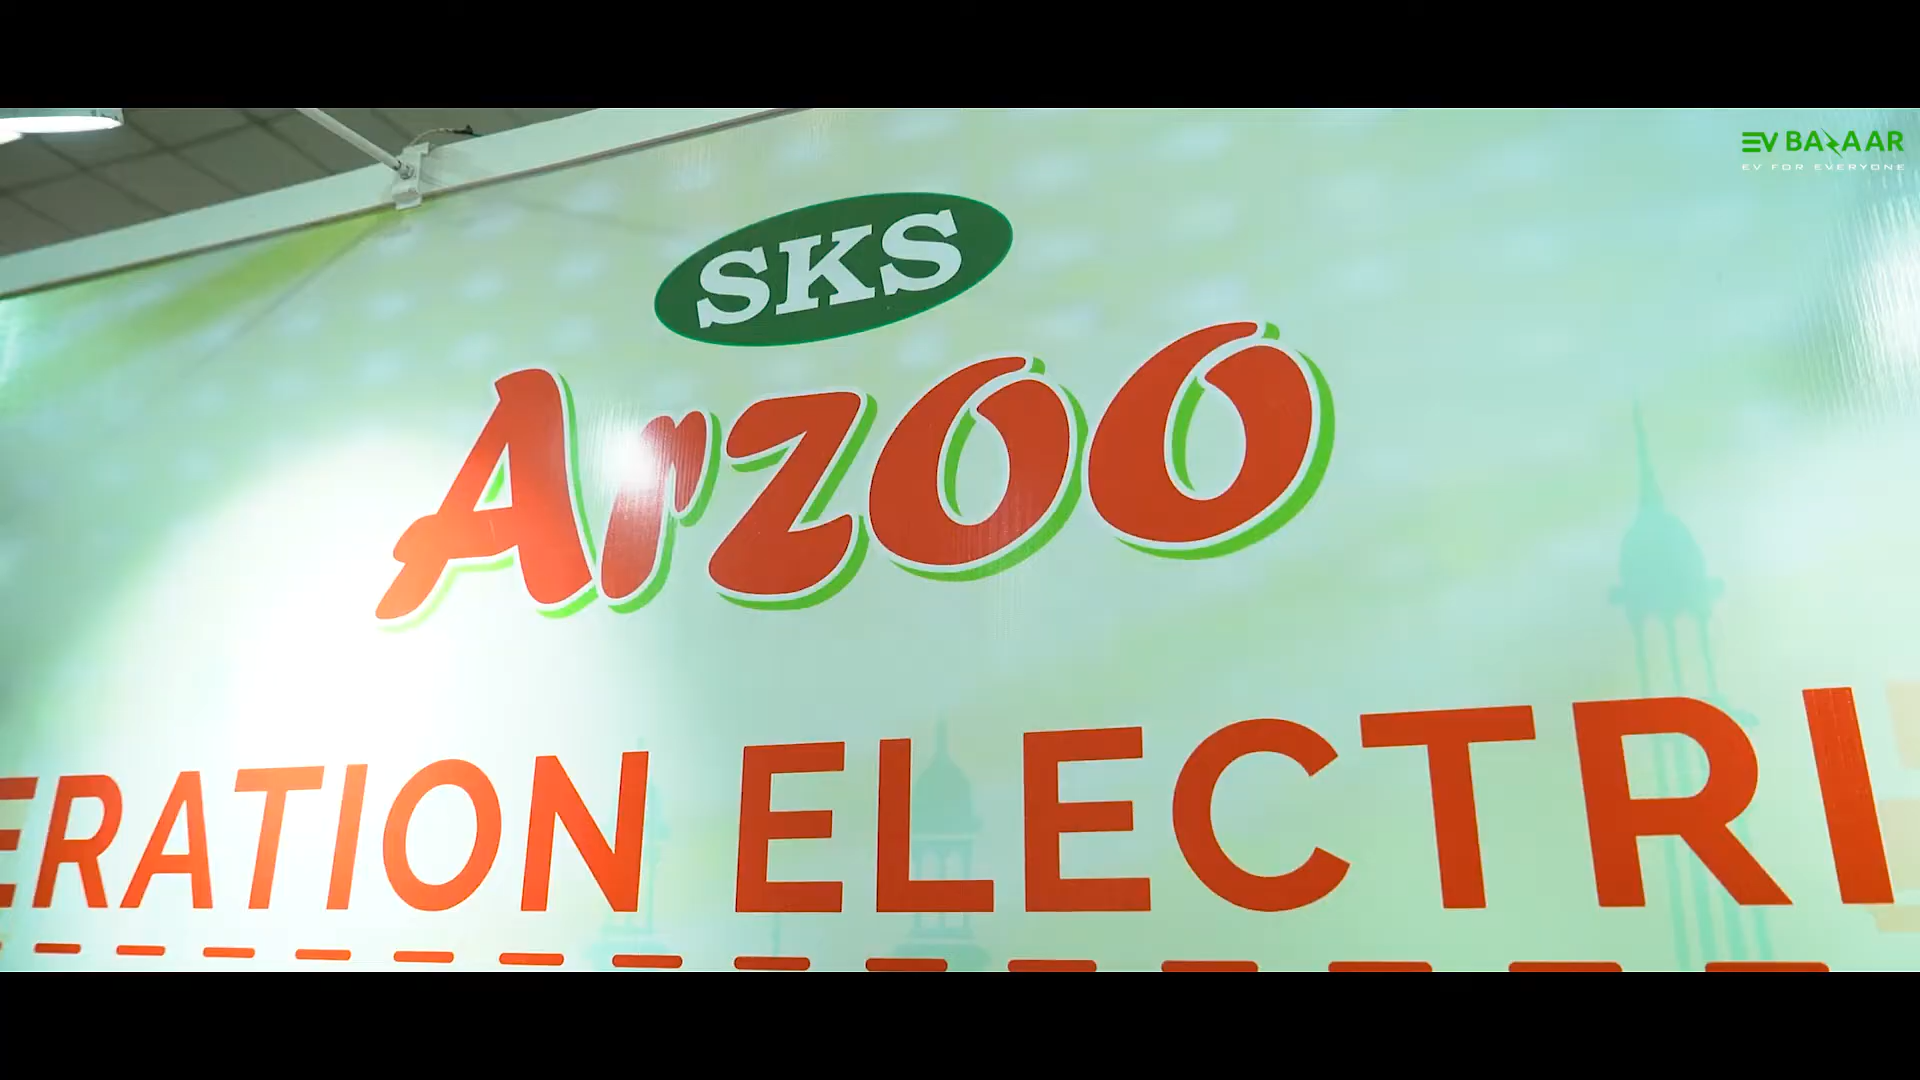 EV BAZAAR
EV FOR EVERYONE
SKS
Arzoo
ERATION ELECTRI